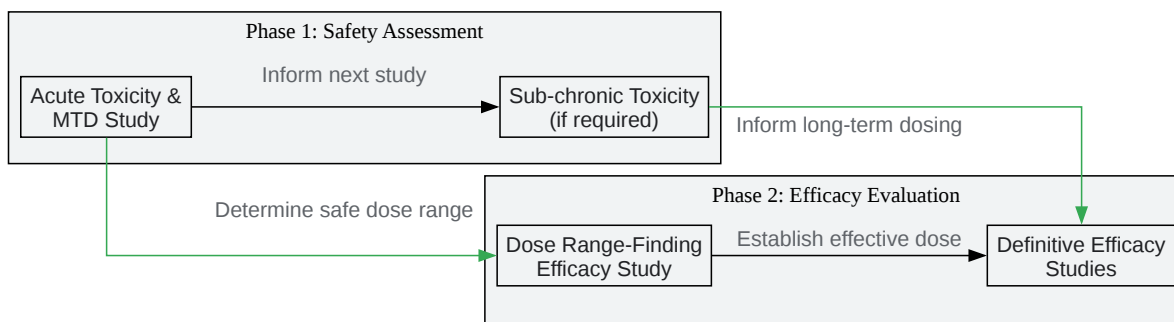 Phase 1: Safety Assessment
Inform next study
Acute Toxicity &
MTD Study
Sub-chronic Toxicity
(if required)
Inform long-term dosing
Phase 2: Efficacy Evaluation
Determine safe dose range
Dose Range-Finding
Efficacy Study
Establish effective dose
Definitive Efficacy
Studies